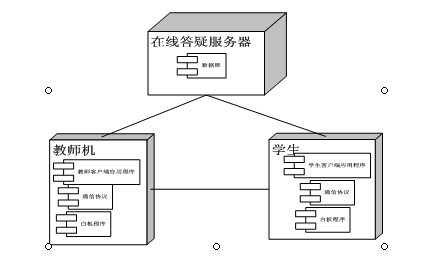 在线答疑服务器
数据库
教师机
教师客户端应用程序
通信协议
白板程序
学生
学生客户端应用程序
通信协议
白板程序